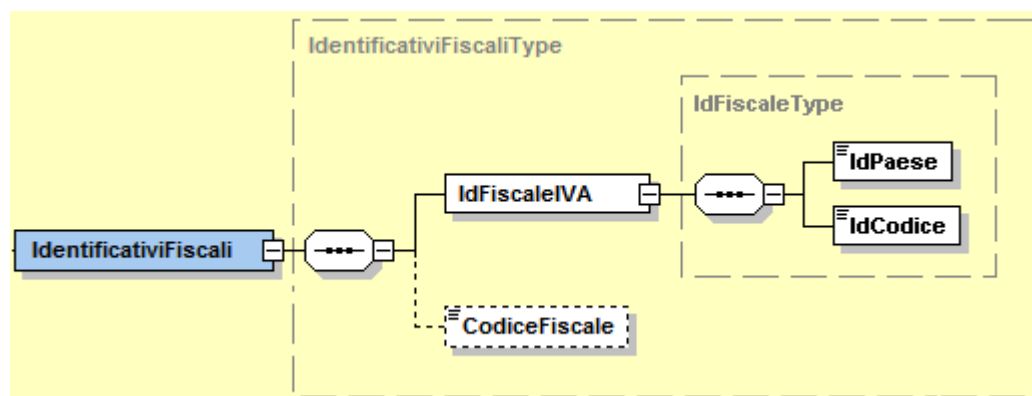 IdentificativiFiscaliType
IdFiscaleType
IdPaese
IdFiscaleIVA
IdCodice
IdentificativiFiscali
CodiceFiscale